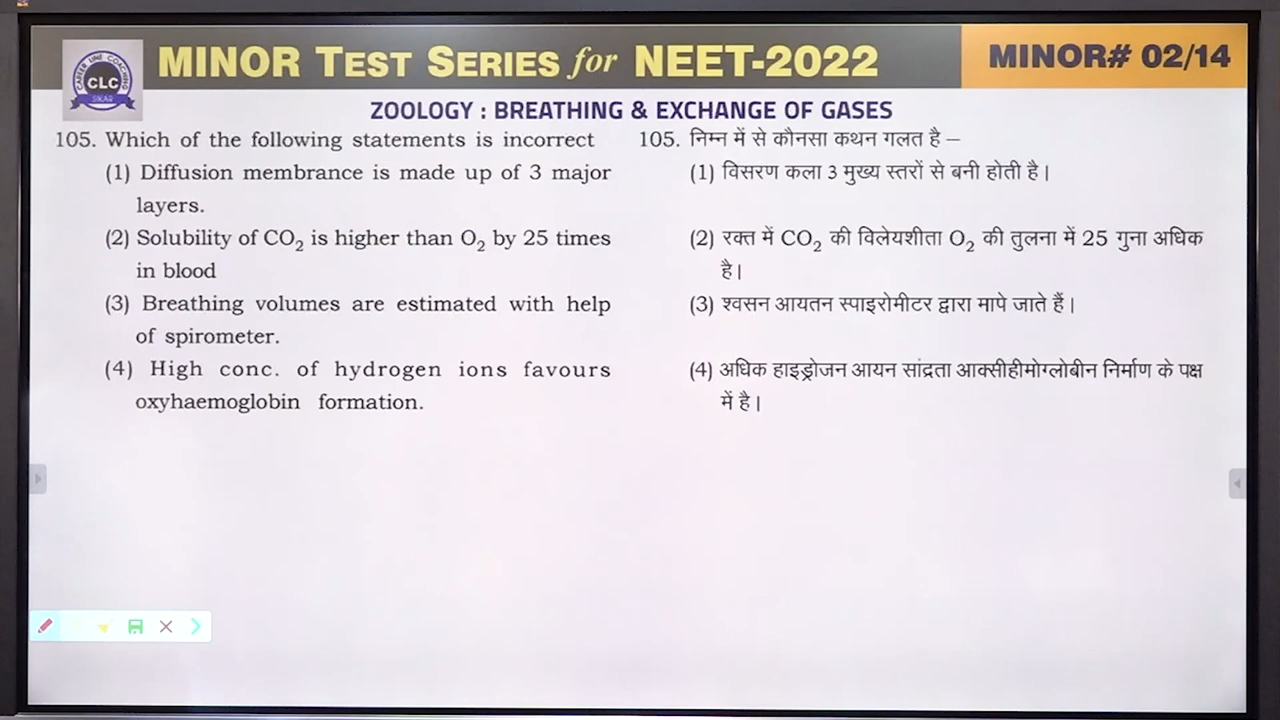 CAREER LINE COACHING
CLC
SIKAR
MINOR TEST SERIES for NEET-2022
MINOR# 02/14
ZOOLOGY : BREATHING & EXCHANGE OF GASES
105. Which of the following statements is incorrect
(1) Diffusion membrane is made up of 3 major
layers.
(2) Solubility of CO₂ is higher than O₂ by 25 times
in blood
(3) Breathing volumes are estimated with help
of spirometer.
(4) High conc. of hydrogen ions favours
oxyhaemoglobin formation.
105. निम्न में से कौनसा कथन गलत है –
(1) विसरण कला 3 मुख्य स्तरों से बनी होती है।
(2) रक्त में CO₂ की विलेयशीता O₂ की तुलना में 25 गुना अधिक
है।
(3) श्वसन आयतन स्पाइरोमीटर द्वारा मापे जाते हैं।
(4) अधिक हाइड्रोजन आयन सांद्रता आक्सीहीमोग्लोबीन निर्माण के पक्ष
में है।